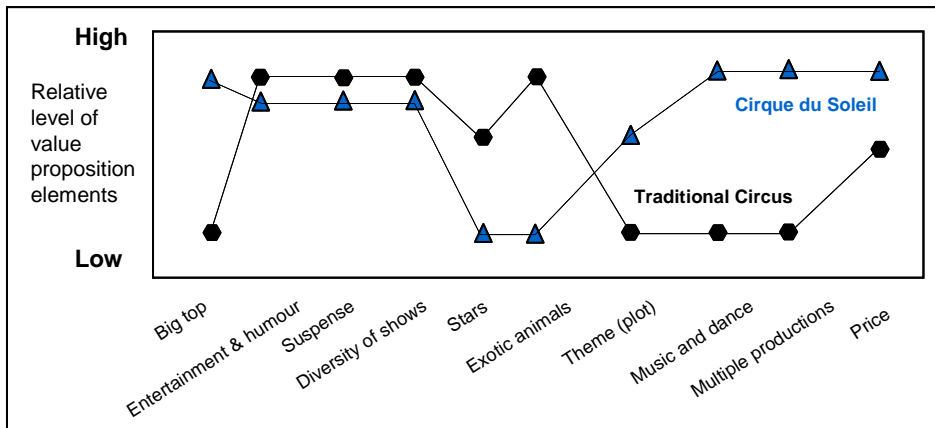 High
Relative
level of
value
proposition
elements
Low
Cirque du Soleil
Traditional Circus
Big top
Entertainment & humour
Suspense
Diversity of shows
Stars
Exotic animals
Theme (plot)
Music and dance
Multiple productions
Price